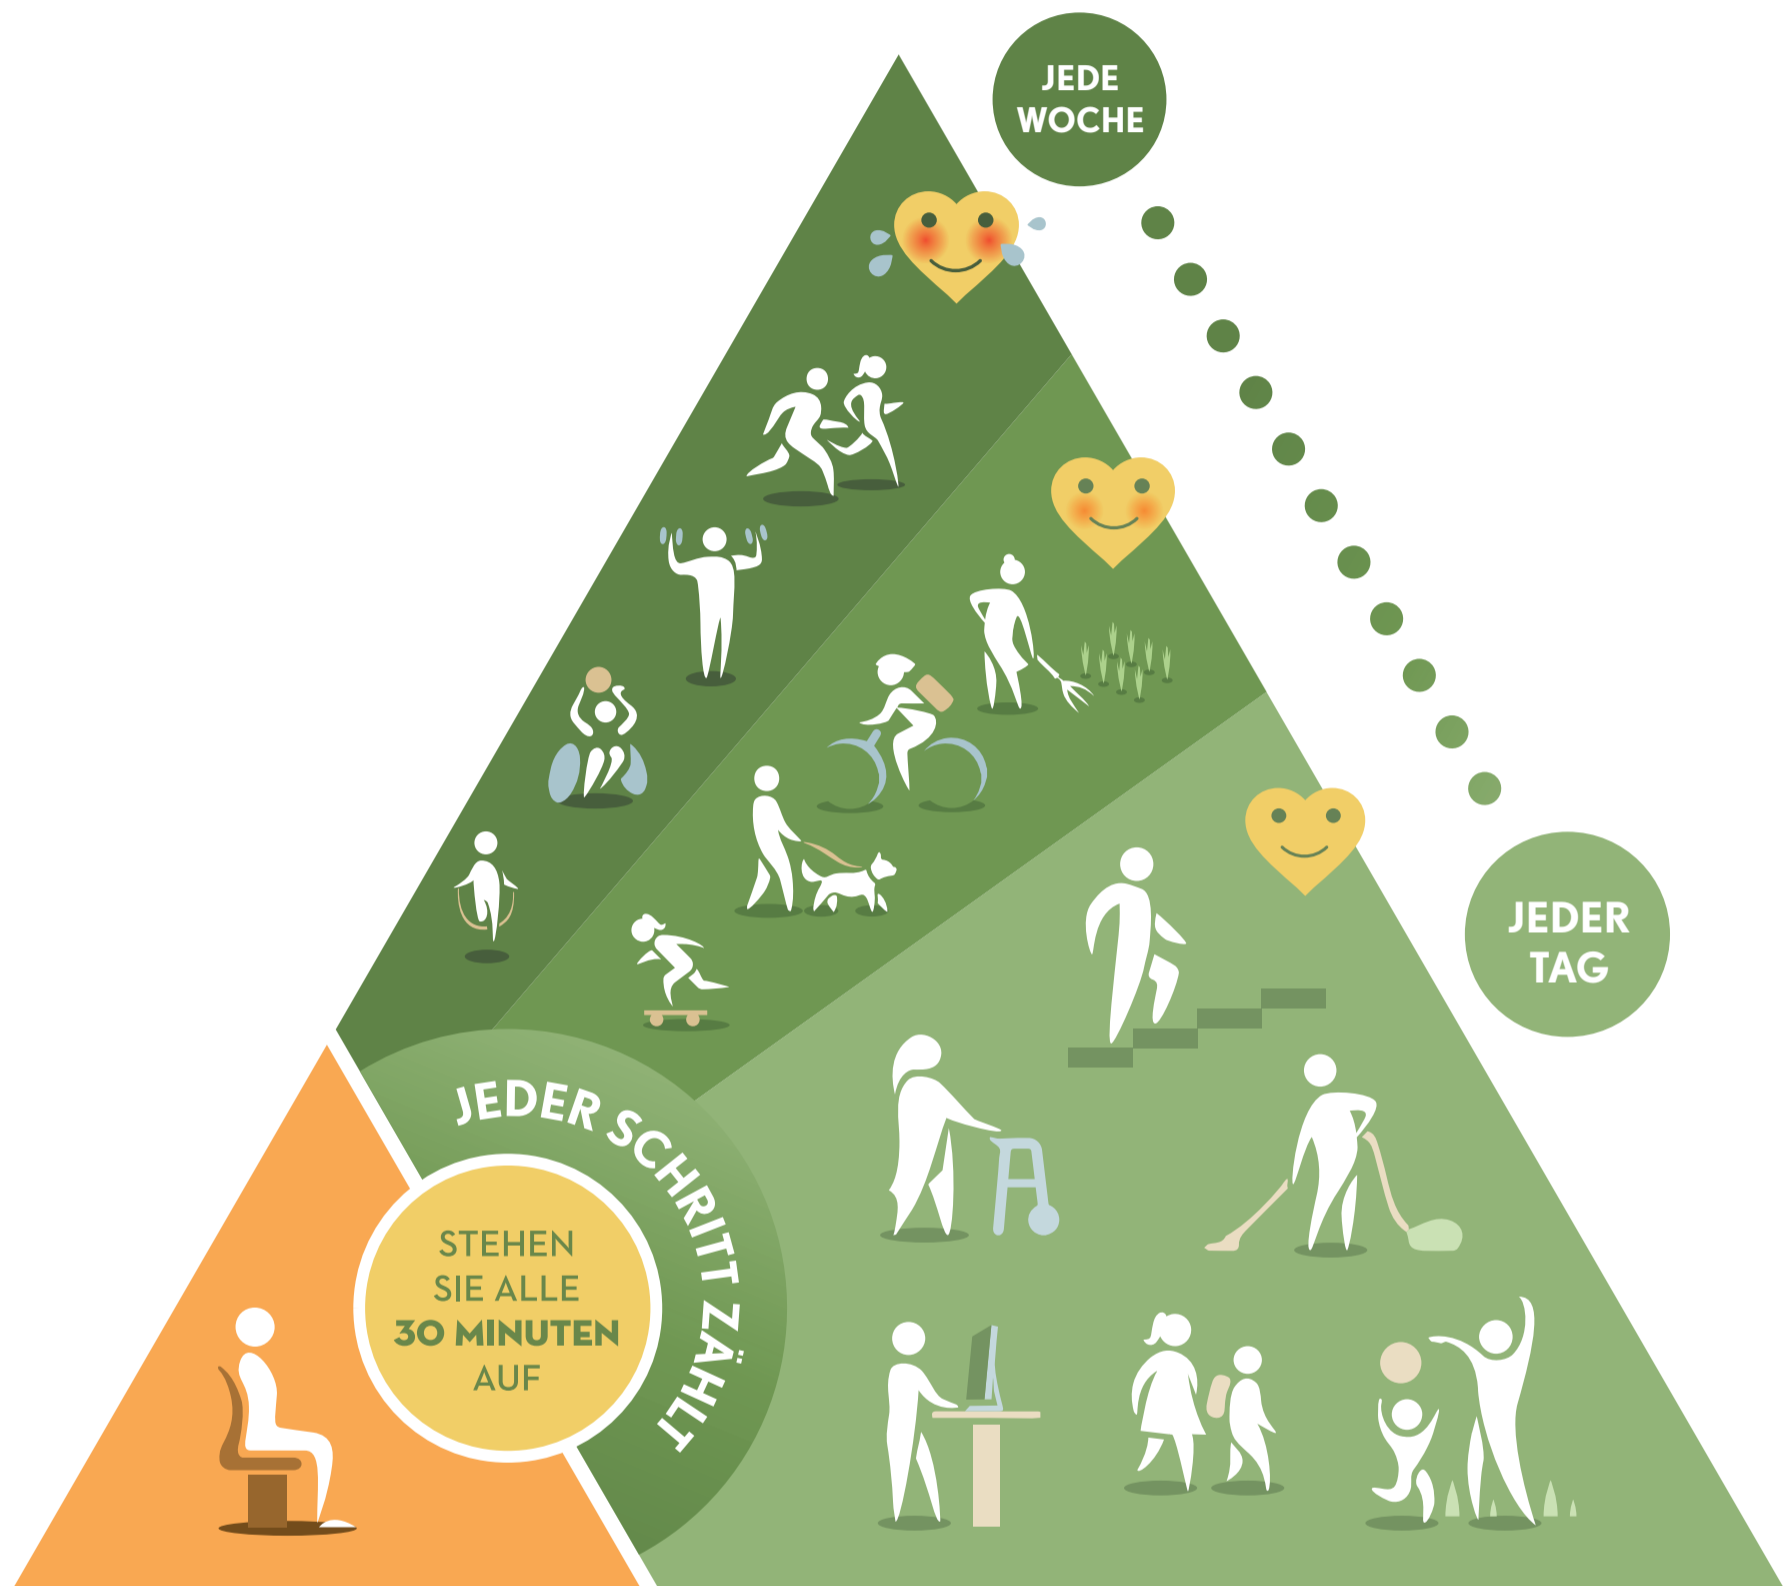 JEDE
WOCHE
JEDER
TAG
JEDER SCHRITT ZÄHLT
STEHEN
SIE ALLE
30 MINUTEN
AUF